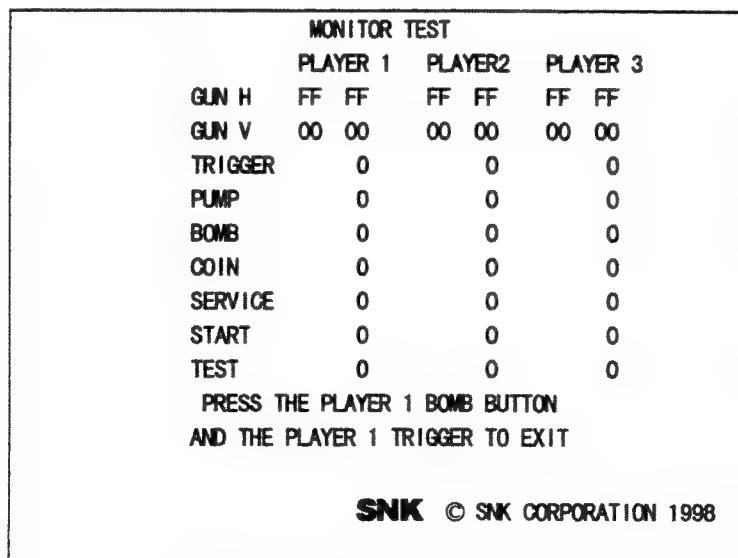 MONITOR TEST
PLAYER 1 PLAYER2 PLAYER 3
GUN H FF FF FF FF FF FF
GUN V 00 00 00 00 00 00
TRIGGER 0 0 0
PUMP 0 0 0
BOMB 0 0 0
COIN 0 0 0
SERVICE 0 0 0
START 0 0 0
TEST 0 0 0
PRESS THE PLAYER 1 BOMB BUTTON
AND THE PLAYER 1 TRIGGER TO EXIT
SNK © SNK CORPORATION 1998